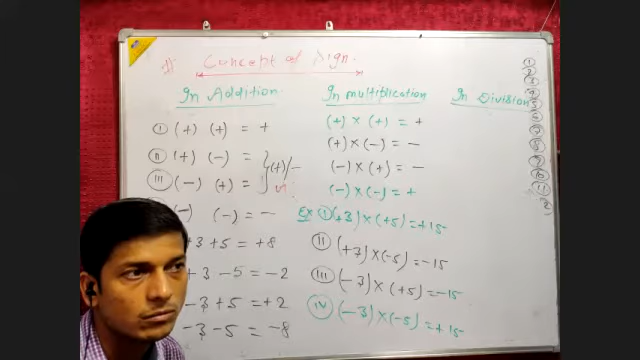 1) Concept of Sign.
In Addition
(I) (+) (+) = +
(II) (+) (-) =
(III) (-) (+) =
(+)/-
(-) (-) = -
+3 +5 = +8
+3 -5 = -2
-3 +5 = +2
-3 -5 = -8
In multiplication
(+) × (+) = +
(+) × (-) = -
(-) × (+) = -
(-) × (-) = +
Ex (I) (+3) × (+5) = +15
(II) (+3) × (-5) = -15
(III) (-3) × (+5) = -15
(IV) (-3) × (-5) = +15
In Division